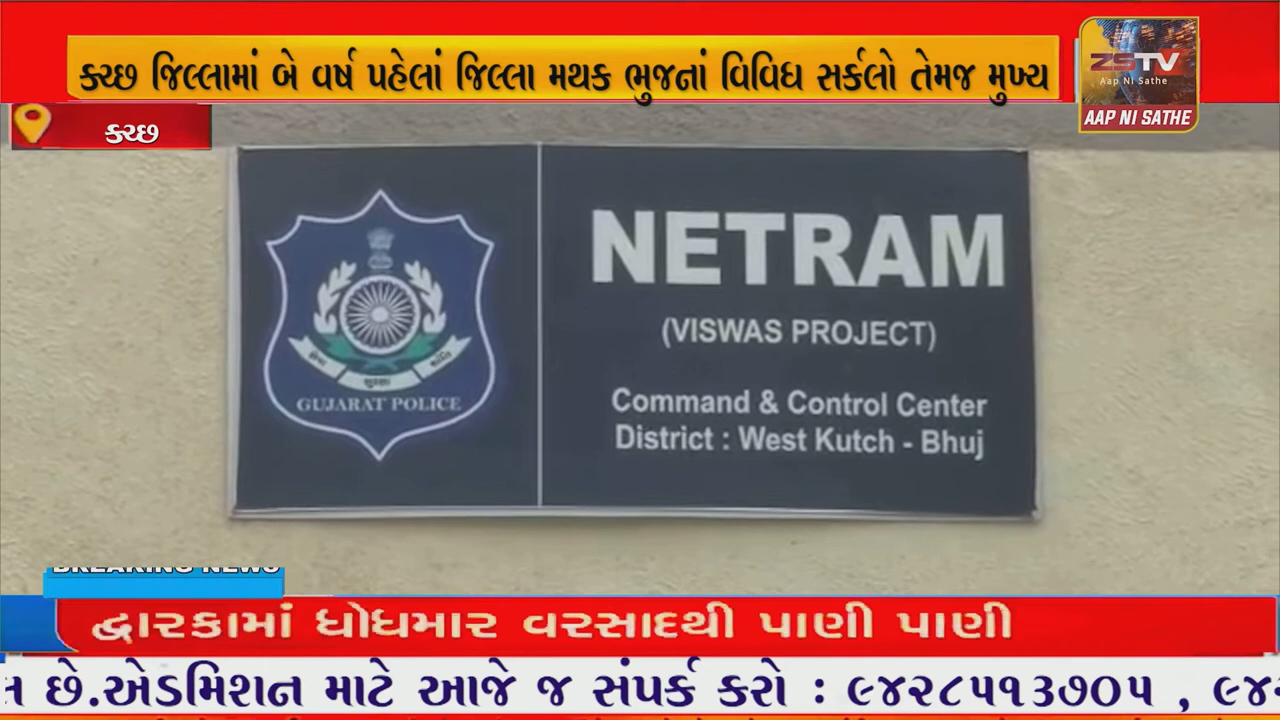 કચ્છ જિલ્લામાં બે વર્ષ પહેલાં જિલ્લા મથક ભુજનાં વિવિધ સર્કલો તેમજ મુખ્ય
ZSTV
Aap Ni Sathe
AAP NI SATHE
કચ્છ
NETRAM
(VISWAS PROJECT)
Command & Control Center
District : West Kutch - Bhuj
સેવા સુરક્ષા શાંતિ
GUJARAT POLICE
BREAKING NEWS
દ્વારકામાં ધોધમાર વરસાદથી પાણી પાણી
છે.એડમિશન માટે આજે જ સંપર્ક કરો : ૯૪૨૮૫૧૩૭૦૫ , ૯૪